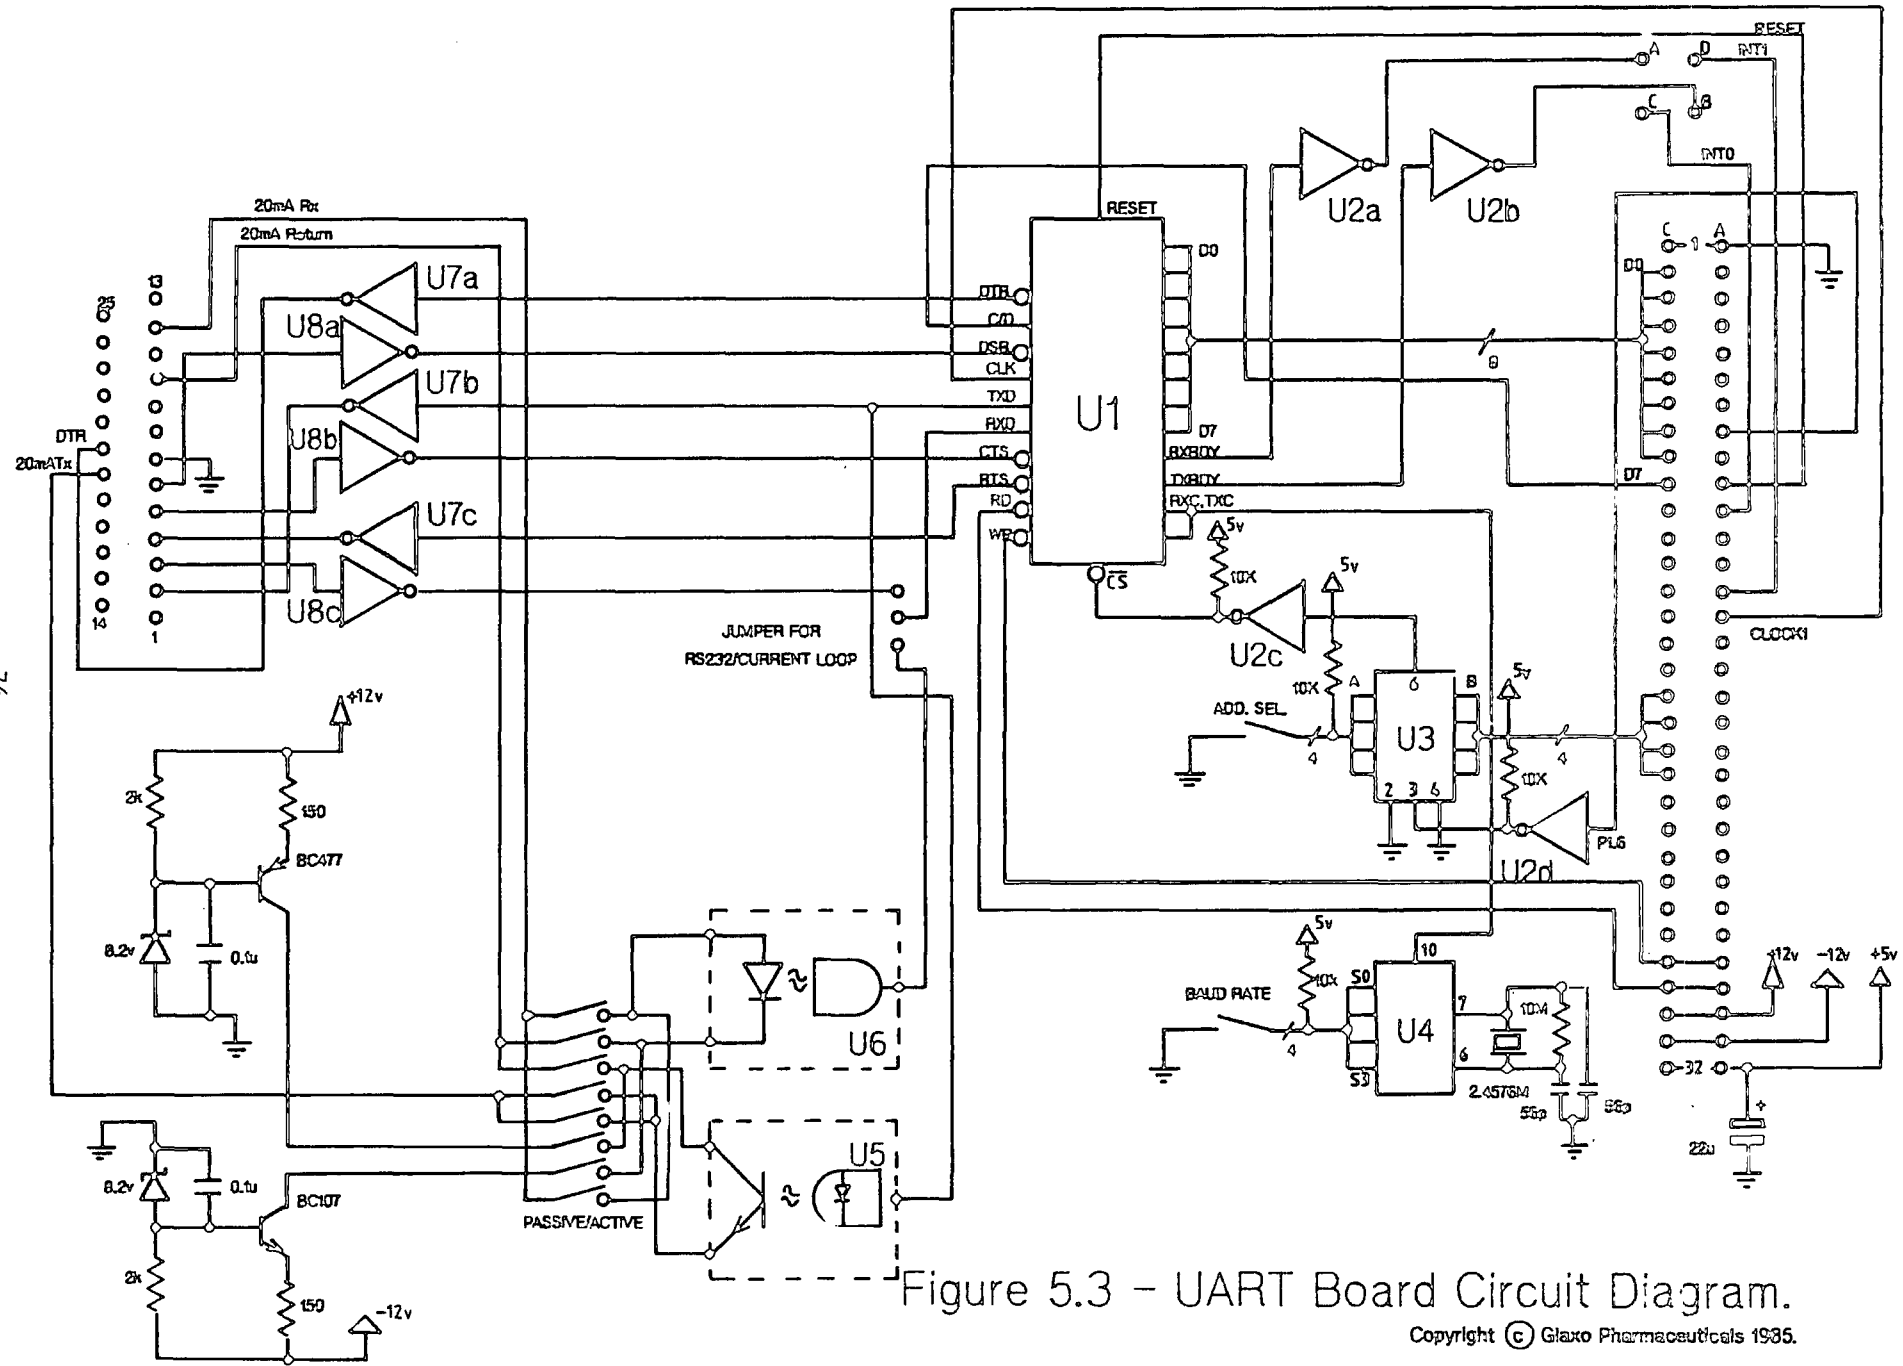 RESET
A
D
INT1
C
B
INT0
20mA Rx
20mA Return
RESET
U2a
U2b
C
1
A
D0
D0
13
25
U7a
U8a
DTR
C/D
DSR
CLK
8
U7b
TXD
U1
RXD
D7
DTR
20mATx
U8b
CTS
RXRDY
RTS
TXRDY
D7
RD
RXC,TXC
U7c
WR
5v
CS
10K
5v
14
1
U8c
JUMPER FOR
RS232/CURRENT LOOP
U2c
CLOCK1
10K
A
6
B
5v
ADD. SEL.
4
U3
4
10K
+12v
2
3
4
2k
150
PL6
BC477
U2d
8.2v
0.1u
5v
10
+12v
-12v
+5v
BAUD RATE
10k
S0
7
10M
4
U4
U6
S3
6
2.4576M
56p
56p
32
+
22u
U5
8.2v
0.1u
BC107
PASSIVE/ACTIVE
2k
150
-12v
Figure 5.3 - UART Board Circuit Diagram.
Copyright (c) Glaxo Pharmaceuticals 1985.